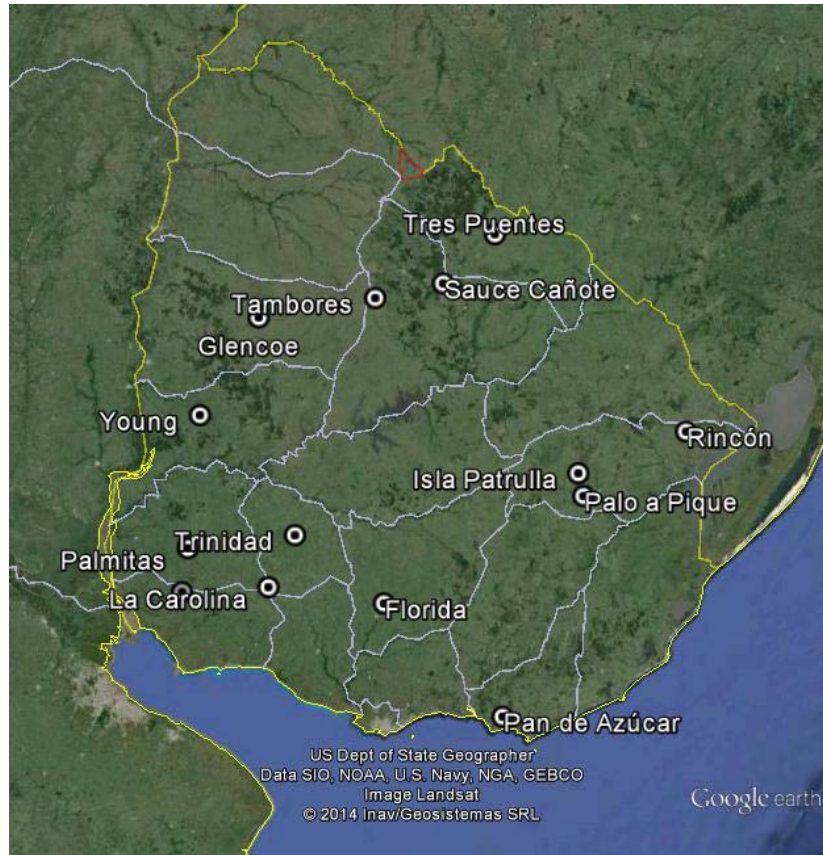 Tres Puentes
Sauce Cañote
Tambores
Glencoe
Young
Rincón
Isla Patrulla
Palo a Pique
Trinidad
Palmitas
La Carolina
Florida
Pan de Azúcar
US Dept of State Geographer
Data SIO, NOAA, U.S. Navy, NGA, GEBCO
Image Landsat
© 2014 Inav/Geosistemas SRL
Google earth